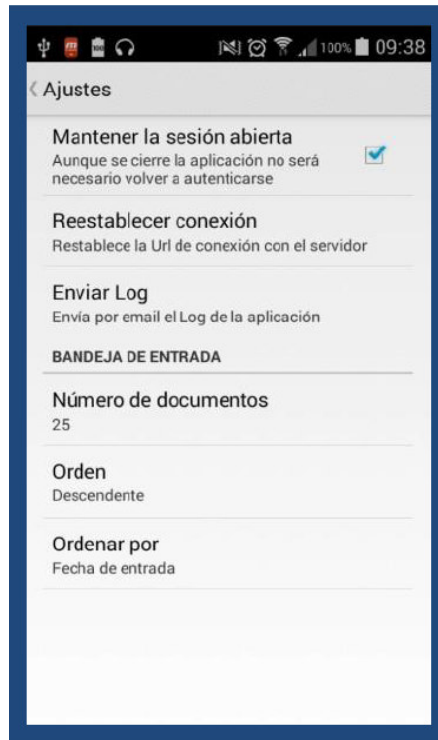 100% 09:38
Ajustes
Mantener la sesión abierta
Aunque se cierre la aplicación no será
necesario volver a autenticarse
Reestablecer conexión
Restablece la Url de conexión con el servidor
Enviar Log
Envía por email el Log de la aplicación
BANDEJA DE ENTRADA
Número de documentos
25
Orden
Descendente
Ordenar por
Fecha de entrada